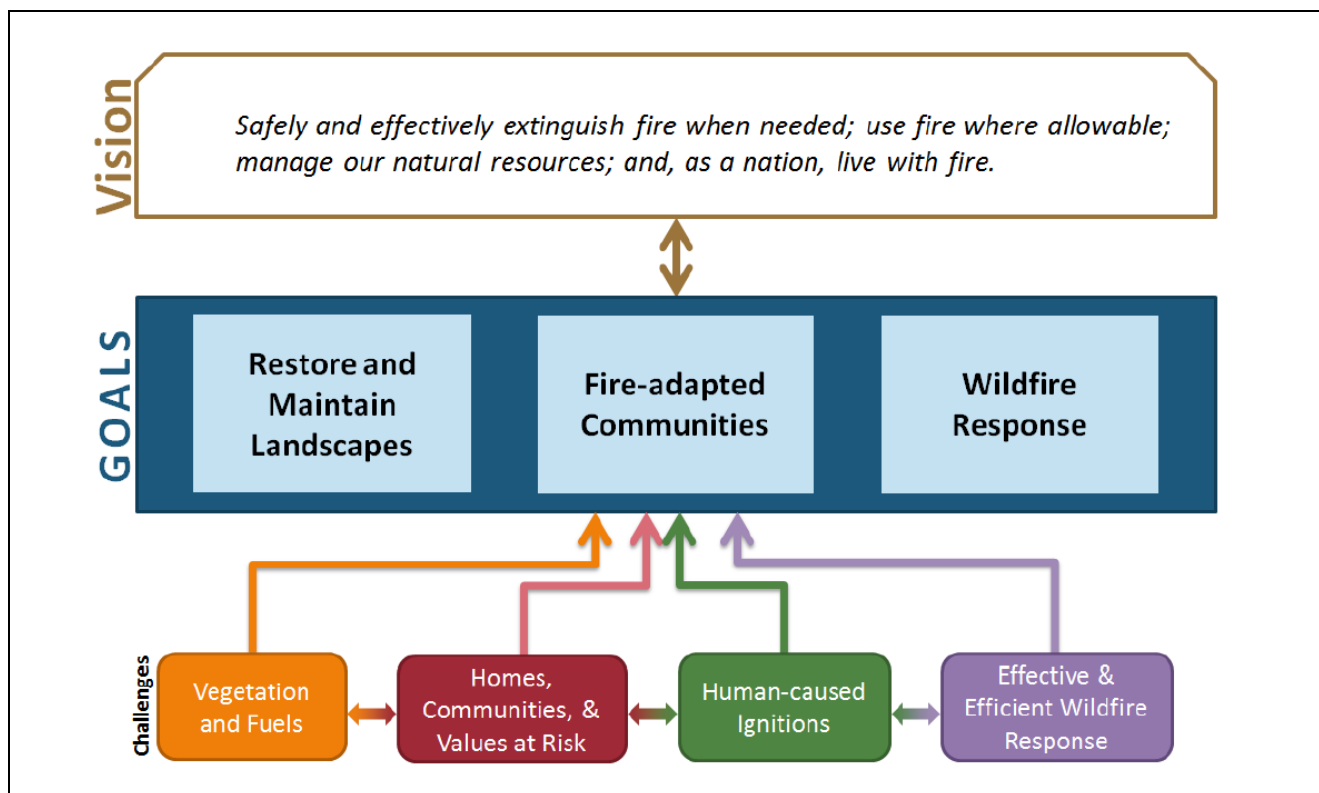 Vision
Safely and effectively extinguish fire when needed; use fire where allowable;
manage our natural resources; and, as a nation, live with fire.
GOALS
Restore and
Maintain
Landscapes
Fire-adapted
Communities
Wildfire
Response
Challenges
Vegetation
and Fuels
Homes,
Communities, &
Values at Risk
Human-caused
Ignitions
Effective &
Efficient Wildfire
Response